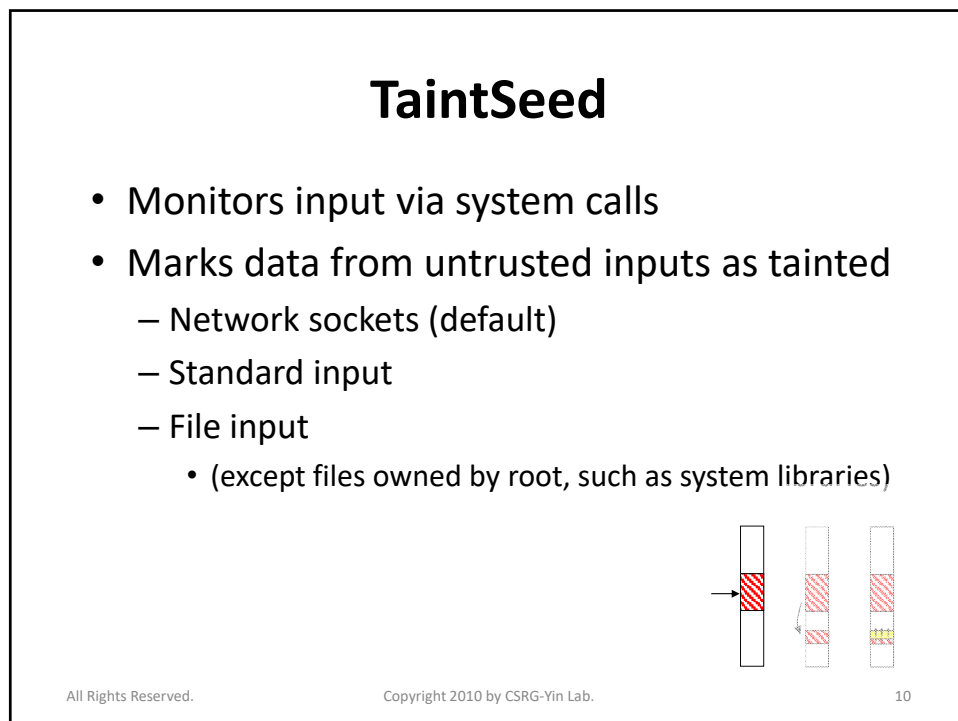 TaintSeed
• Monitors input via system calls
• Marks data from untrusted inputs as tainted
– Network sockets (default)
– Standard input
– File input
• (except files owned by root, such as system libraries)
All Rights Reserved.
Copyright 2010 by CSRG-Yin Lab.
10